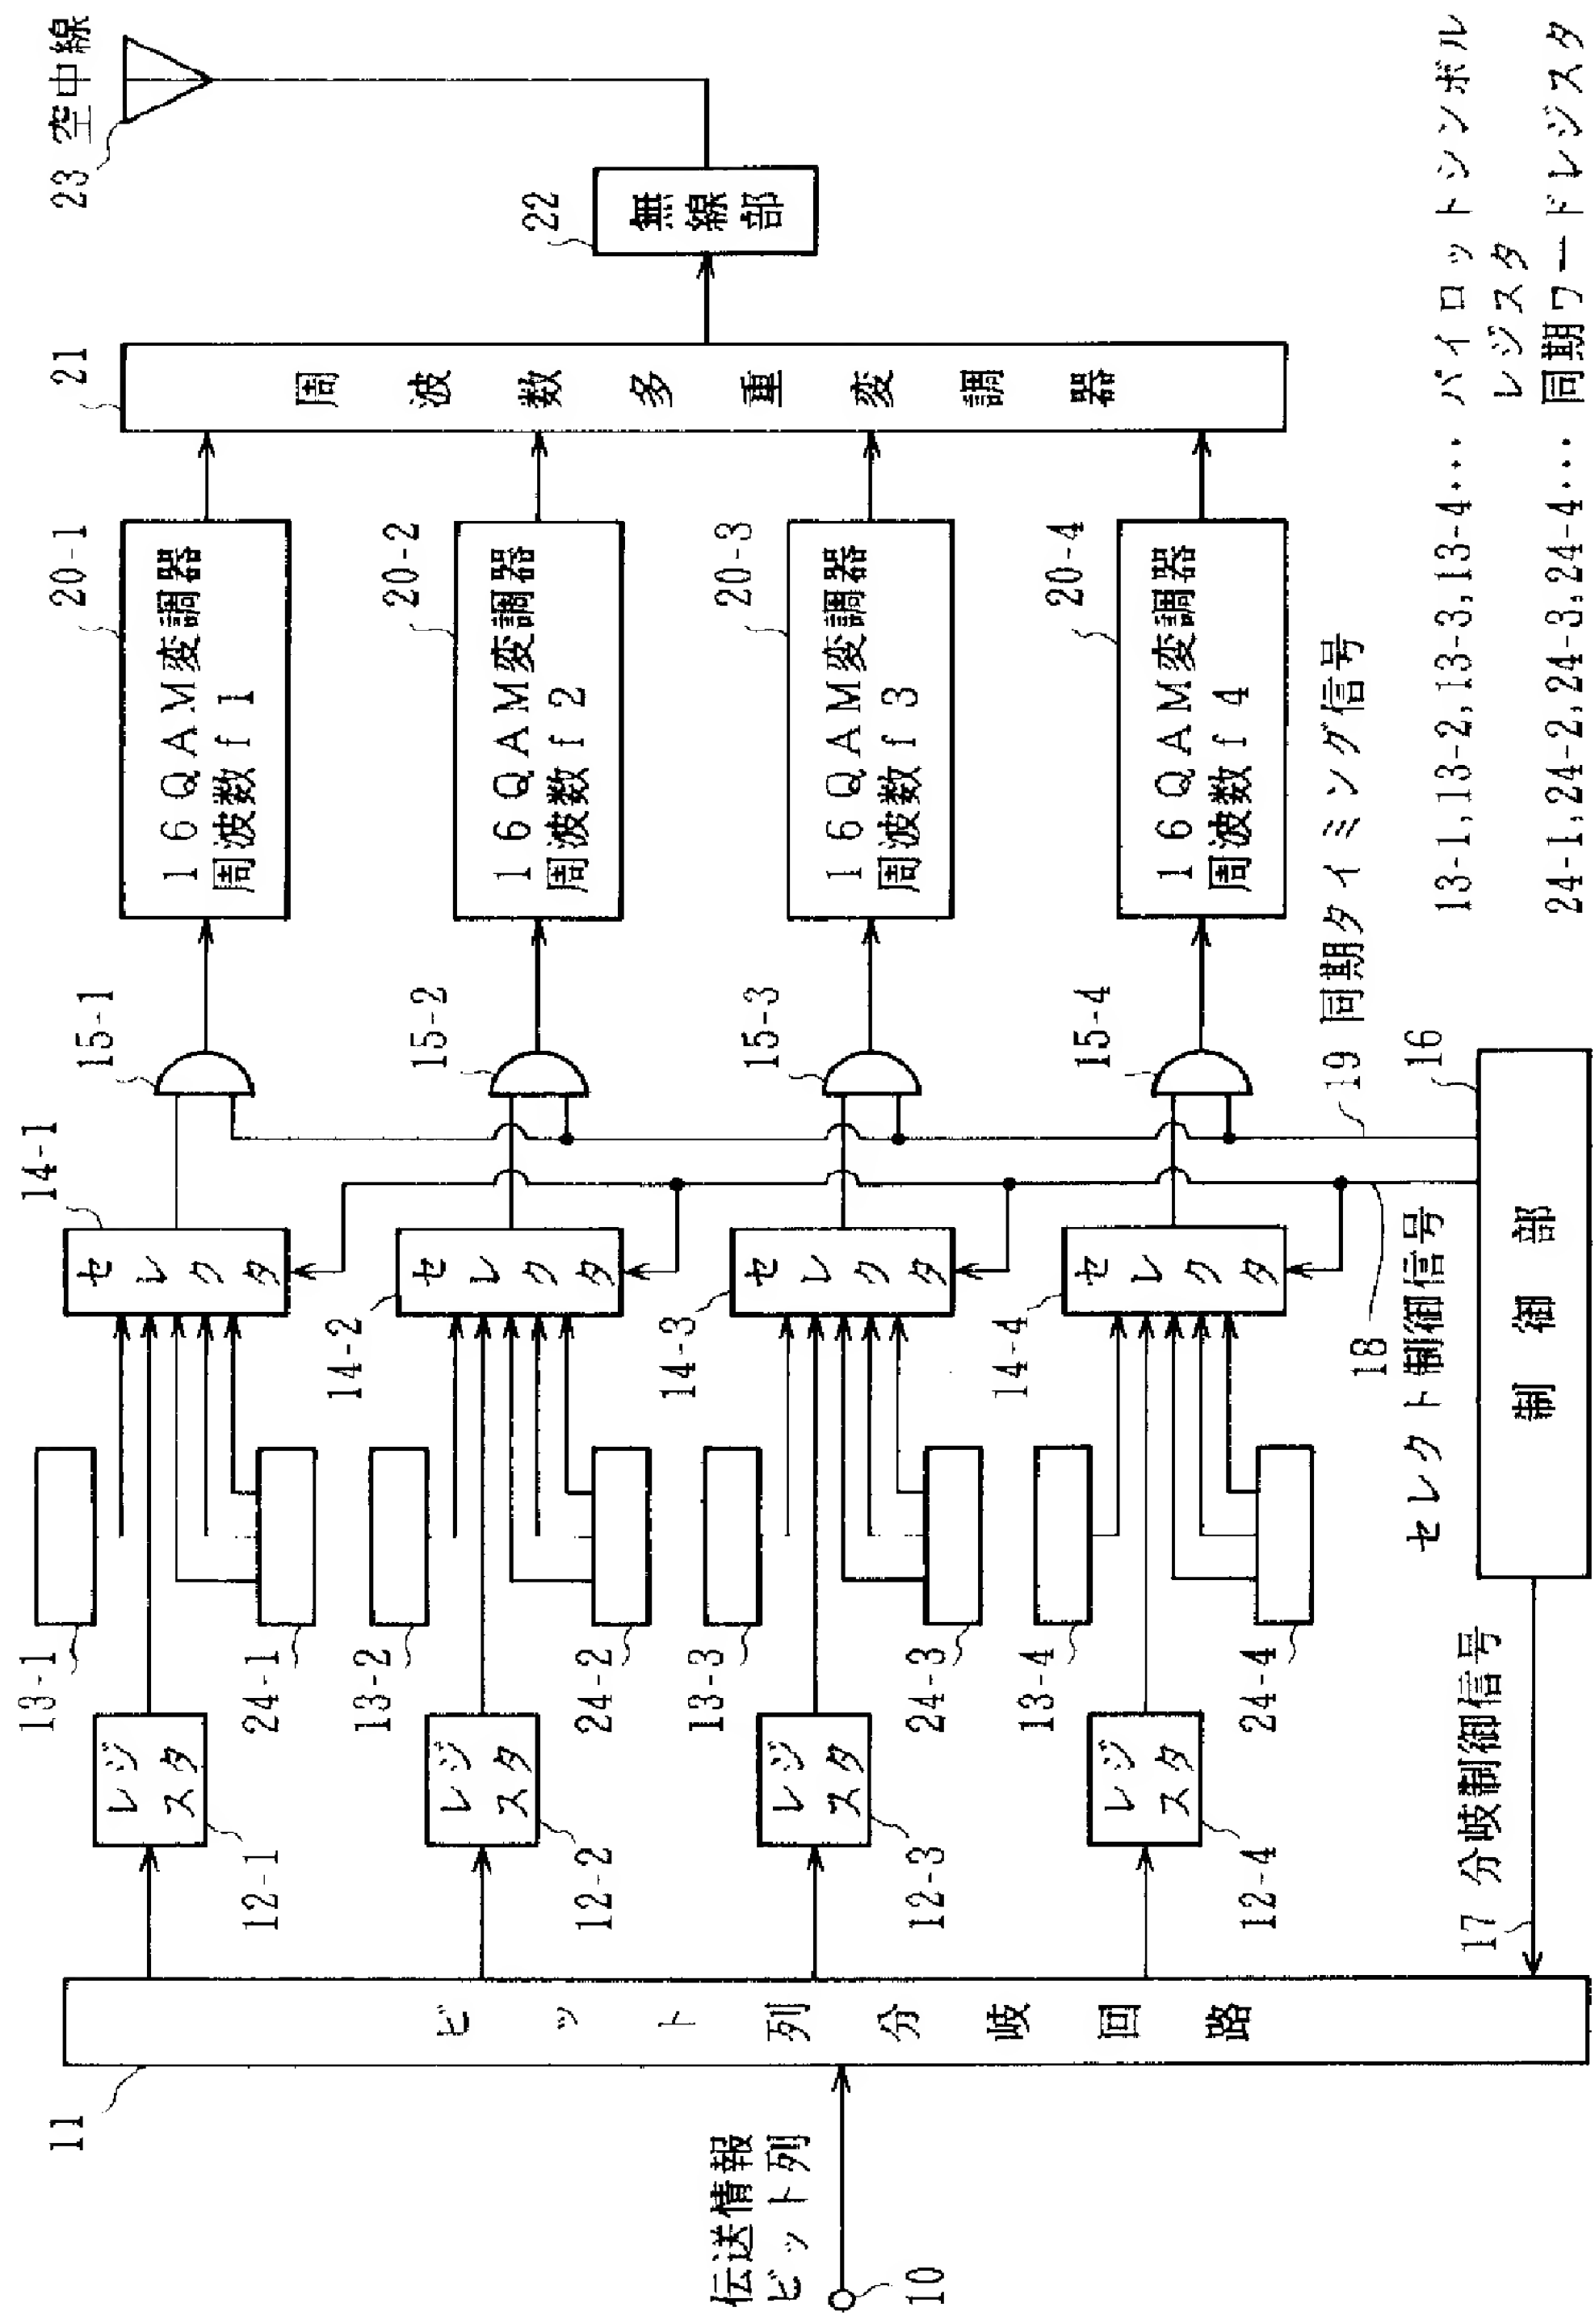 伝送情報
ビット列
10
11
ビット列分岐回路
レジ
スタ
12-1
レジ
スタ
12-2
レジ
スタ
12-3
レジ
スタ
12-4
17 分岐制御信号
13-1
24-1
13-2
24-2
13-3
24-3
13-4
24-4
セレクタ
14-1
セレクタ
14-2
セレクタ
14-3
セレクタ
14-4
18
セレクト制御信号
制御部
16
19 同期タイミング信号
15-1
15-2
15-3
15-4
16QAM変調器
周波数f1
20-1
16QAM変調器
周波数f2
20-2
16QAM変調器
周波数f3
20-3
16QAM変調器
周波数f4
20-4
周波数多重変調器
21
無線部
22
23 空中線
13-1,13-2,13-3,13-4··· パイロットシンボル
レジスタ
24-1,24-2,24-3,24-4··· 同期ワードレジスタ